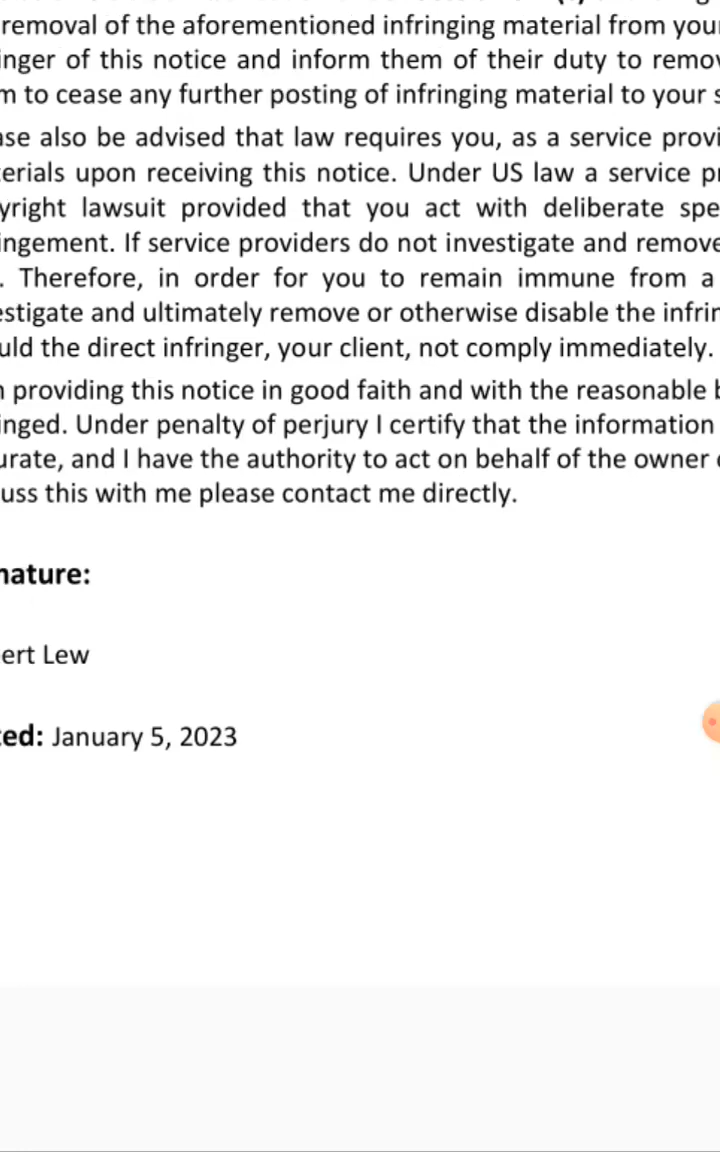 removal of the aforementioned infringing material from your
inger of this notice and inform them of their duty to remov
m to cease any further posting of infringing material to your s
ase also be advised that law requires you, as a service provi
erials upon receiving this notice. Under US law a service pr
yright lawsuit provided that you act with deliberate spe
ingement. If service providers do not investigate and remove
. Therefore, in order for you to remain immune from a
estigate and ultimately remove or otherwise disable the infrin
uld the direct infringer, your client, not comply immediately.
n providing this notice in good faith and with the reasonable b
inged. Under penalty of perjury I certify that the information
urate, and I have the authority to act on behalf of the owner o
uss this with me please contact me directly.
nature:
ert Lew
ted: January 5, 2023